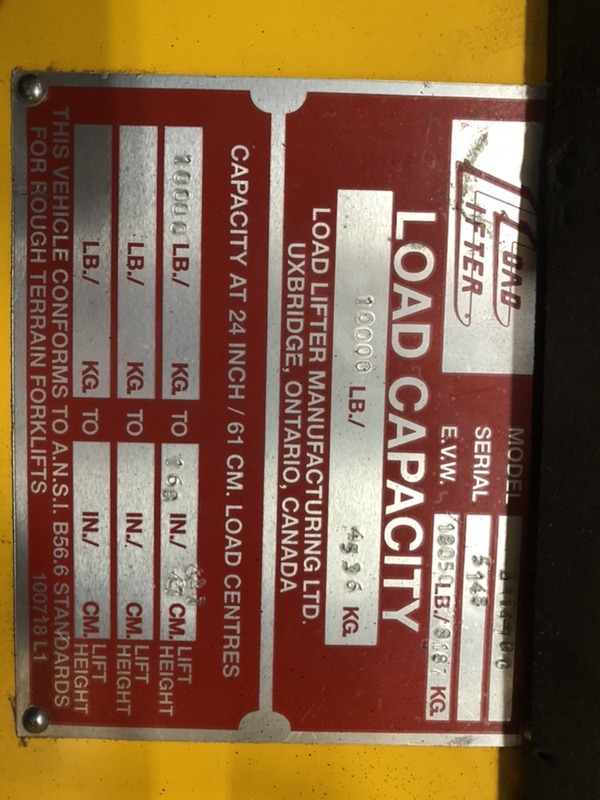 LOAD
LIFTER
MODEL
SERIAL 5145
E.V.W. 18050 LB./ 8187 KG.
LOAD CAPACITY
10000 LB./ 4536 KG.
LOAD LIFTER MANUFACTURING LTD.
UXBRIDGE, ONTARIO, CANADA
CAPACITY AT 24 INCH / 61 CM. LOAD CENTRES
10000 LB./ KG. TO 168 IN./ CM. LIFT HEIGHT
LB./ KG. TO IN./ CM. LIFT HEIGHT
LB./ KG. TO IN./ CM. LIFT HEIGHT
THIS VEHICLE CONFORMS TO A.N.S.I. B56.6 STANDARDS
FOR ROUGH TERRAIN FORKLIFTS 100718 L1